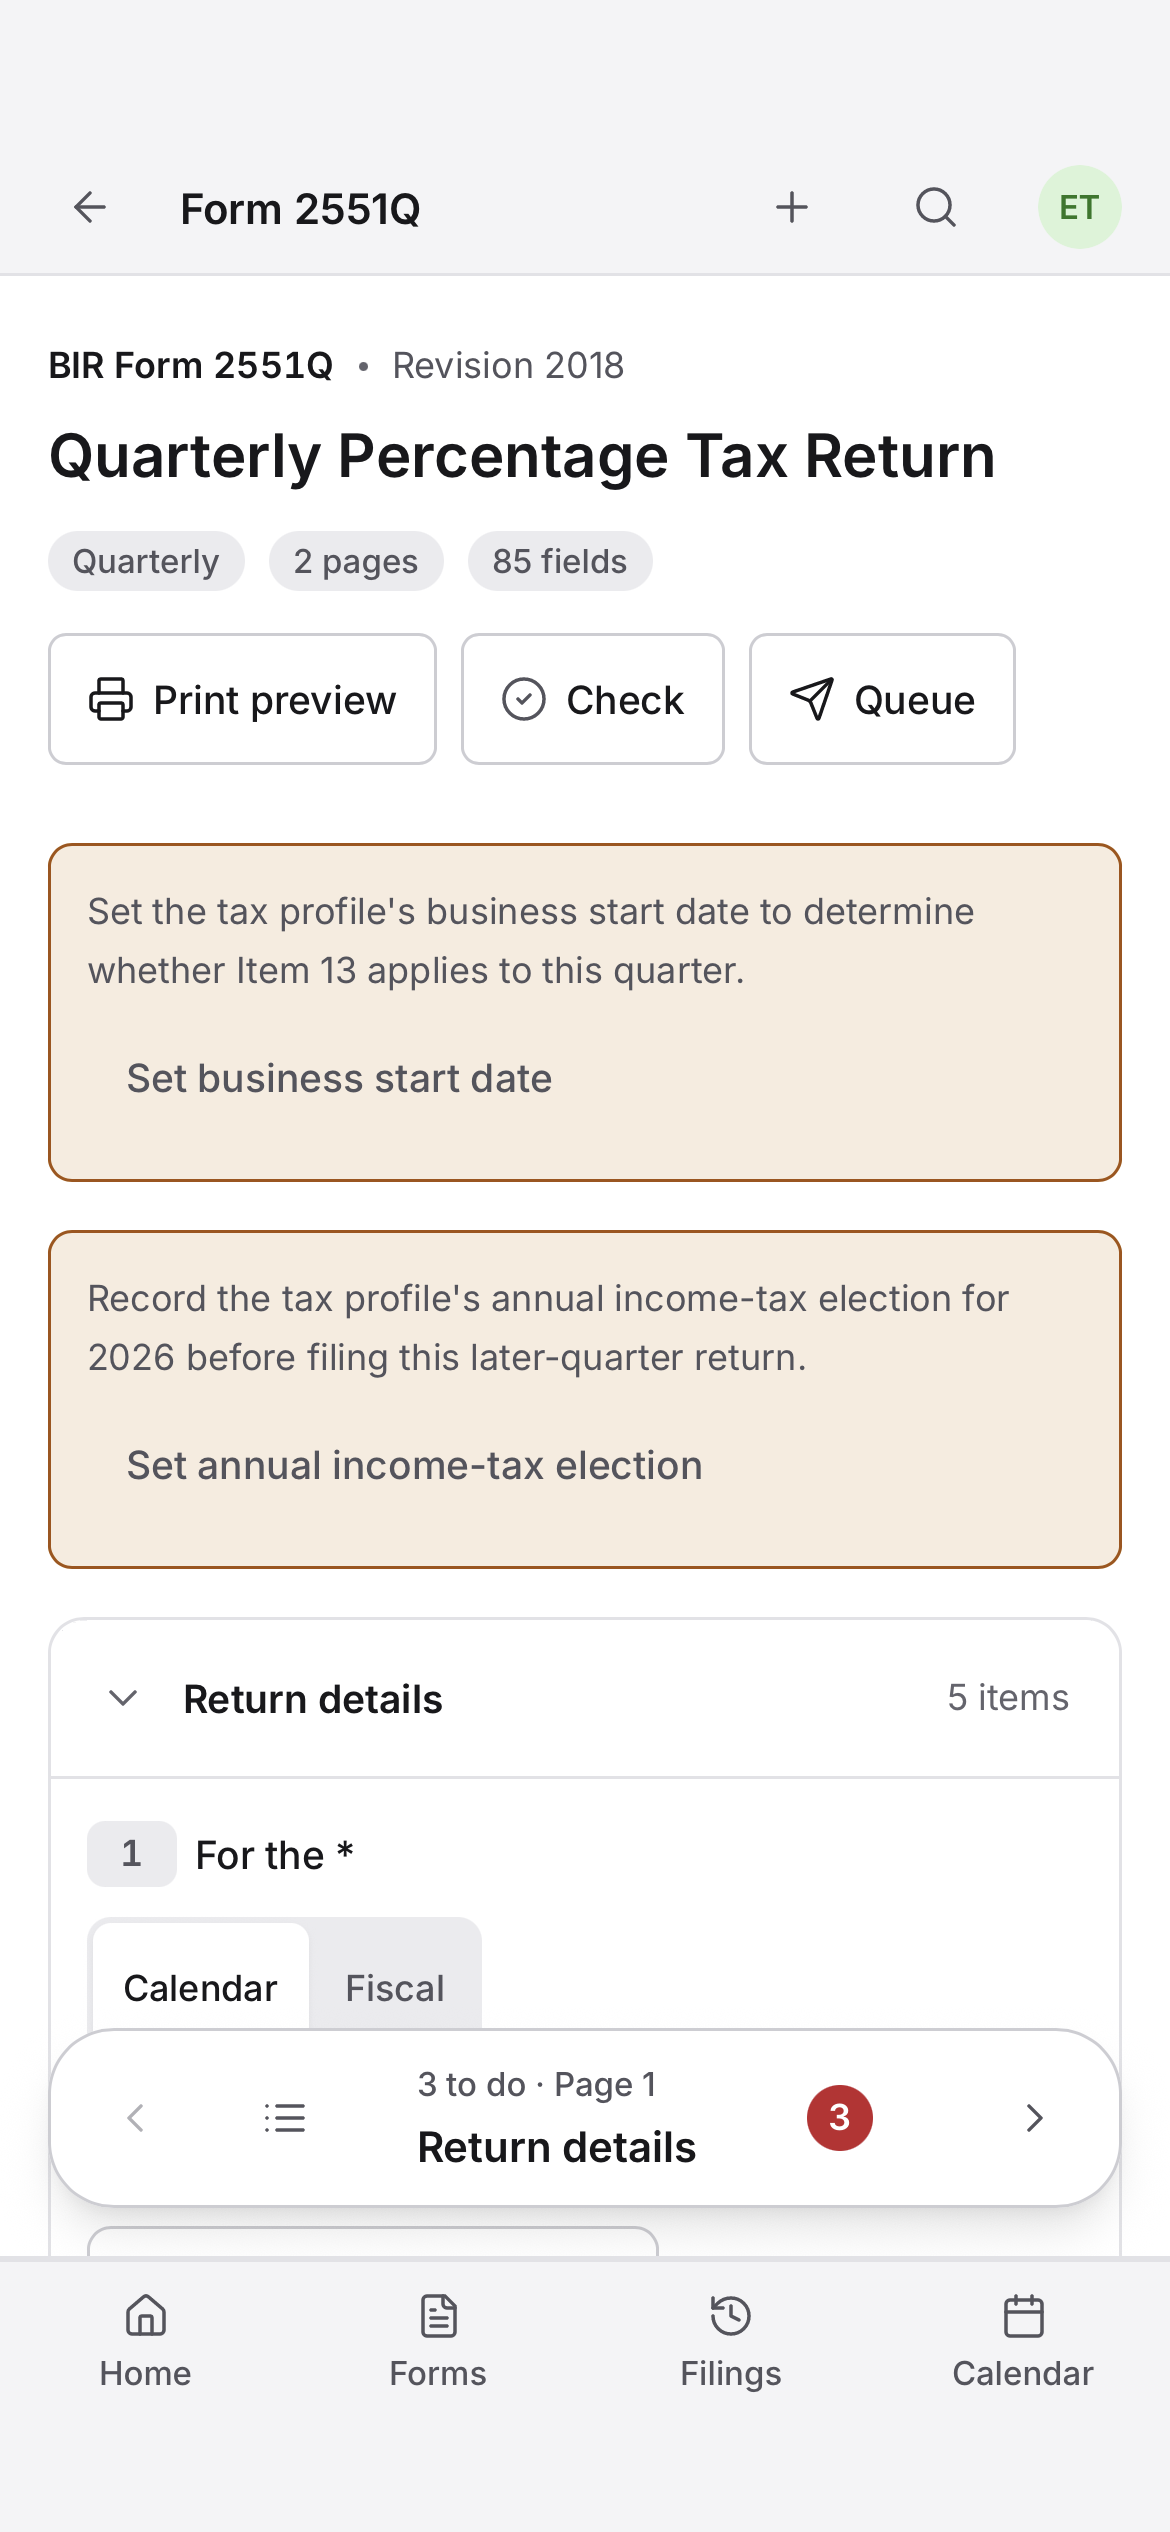 Form 2551Q
ET
BIR Form 2551Q • Revision 2018
Quarterly Percentage Tax Return
Quarterly 2 pages 85 fields
Print preview Check Queue
Set the tax profile's business start date to determine
whether Item 13 applies to this quarter.
Set business start date
Record the tax profile's annual income-tax election for
2026 before filing this later-quarter return.
Set annual income-tax election
Return details 5 items
1 For the *
Calendar Fiscal
3 to do · Page 1
Return details
3
Home Forms Filings Calendar